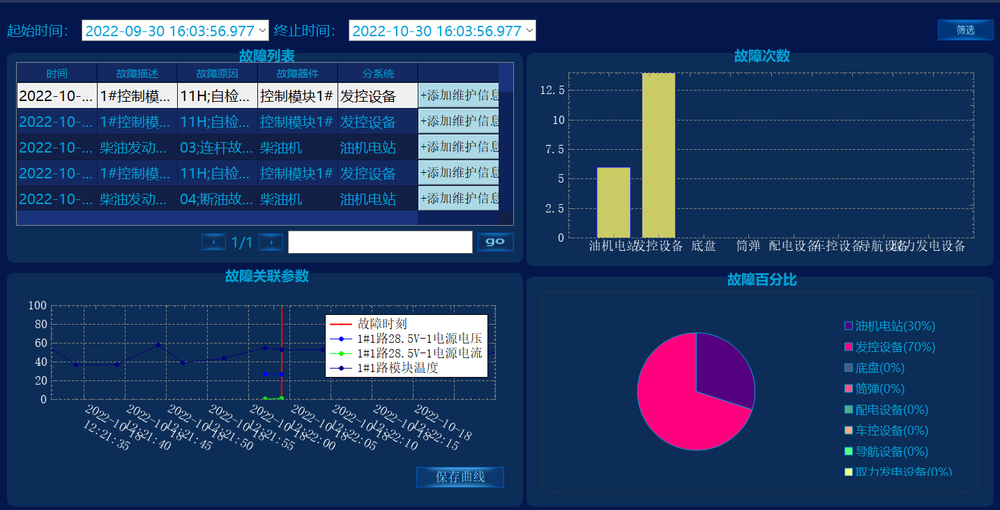 起始时间： 2022-09-30 16:03:56.977 终止时间： 2022-10-30 16:03:56.977 筛选
故障列表
时间 故障描述 故障原因 故障器件 分系统
2022-10-... 1#控制模... 11H;自检... 控制模块1# 发控设备 +添加维护信息
2022-10-... 1#控制模... 11H;自检... 控制模块1# 发控设备 +添加维护信息
2022-10-... 柴油发动... 03;连杆故... 柴油机 油机电站 +添加维护信息
2022-10-... 1#控制模... 11H;自检... 控制模块1# 发控设备 +添加维护信息
2022-10-... 柴油发动... 04;断油故... 柴油机 油机电站 +添加维护信息
1/1 go
故障次数
12.5
10
7.5
5
2.5
0
油机电站 发控设备 底盘 筒弹 配电设备 车控设备 导航设备 取力发电设备
故障关联参数
100
80
60
40
20
0
故障时刻
1#1路28.5V-1电源电压
1#1路28.5V-1电源电流
1#1路模块温度
2022-10-18
12:21:35
2022-10-18
12:21:40
2022-10-18
12:21:45
2022-10-18
12:21:50
2022-10-18
12:21:55
2022-10-18
12:22:00
2022-10-18
12:22:05
2022-10-18
12:22:10
2022-10-18
12:22:15
保存曲线
故障百分比
油机电站(30%)
发控设备(70%)
底盘(0%)
筒弹(0%)
配电设备(0%)
车控设备(0%)
导航设备(0%)
取力发电设备(0%)